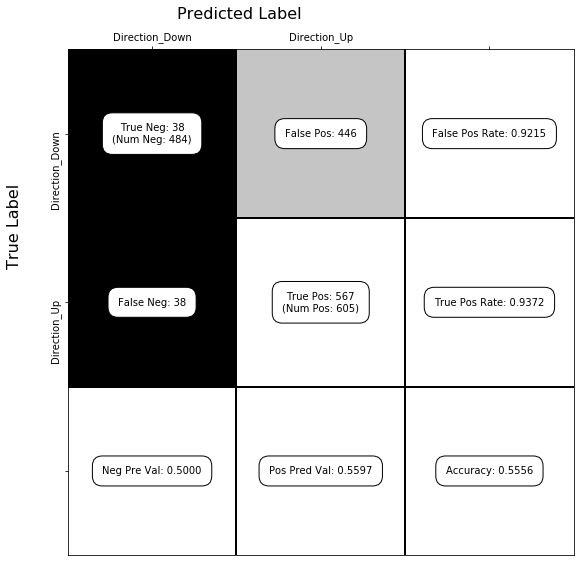 Predicted Label
Direction_Down
Direction_Up
True Label
Direction_Down
True Neg: 38
(Num Neg: 484)
False Pos: 446
False Pos Rate: 0.9215
Direction_Up
False Neg: 38
True Pos: 567
(Num Pos: 605)
True Pos Rate: 0.9372
Neg Pre Val: 0.5000
Pos Pred Val: 0.5597
Accuracy: 0.5556